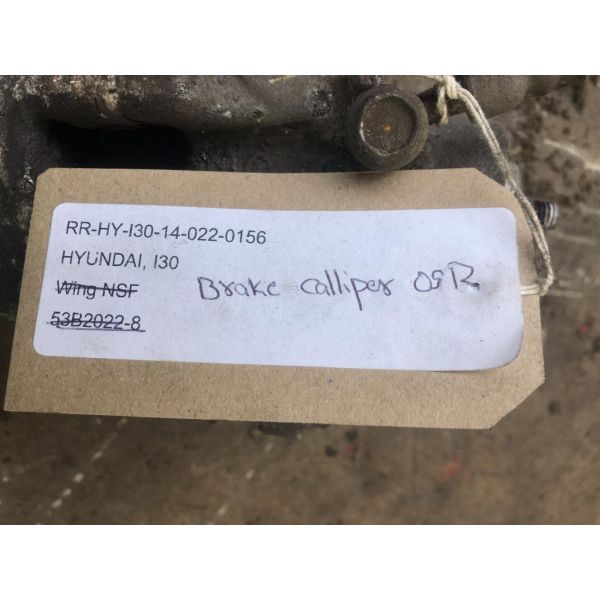 RR-HY-I30-14-022-0156
HYUNDAI, I30
Wing NSF
53B2022-8
Brake calliper OSR